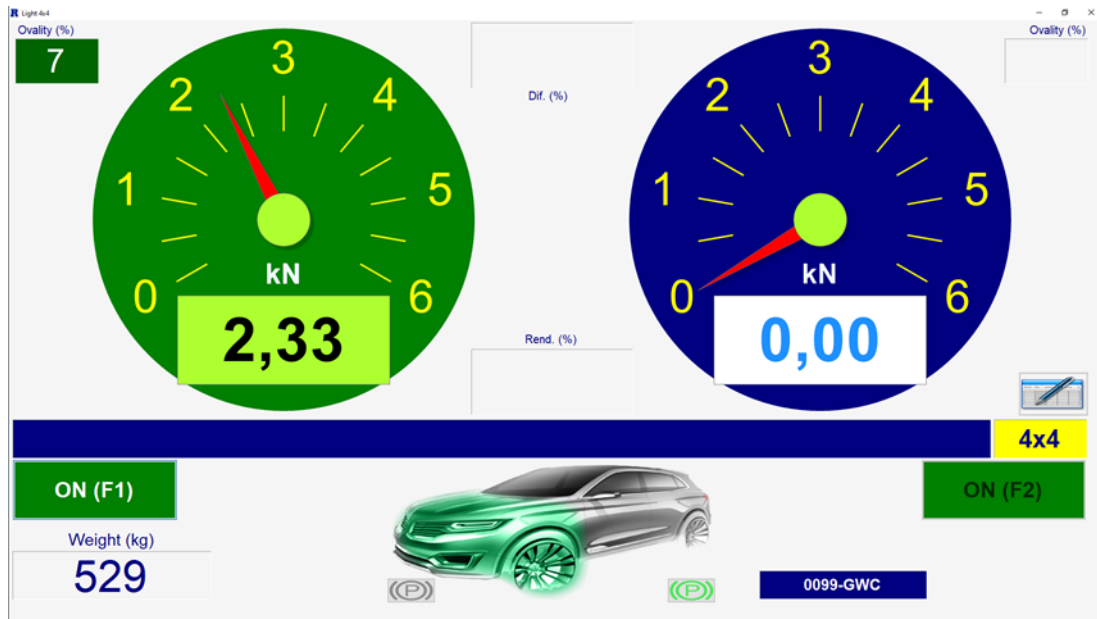 R Light 4x4
Ovality (%)
7
0
1
2
3
4
5
6
kN
2,33
Dif. (%)
Rend. (%)
Ovality (%)
0
1
2
3
4
5
6
kN
0,00
4x4
ON (F1)
ON (F2)
Weight (kg)
529
(P)
(P)
0099-GWC